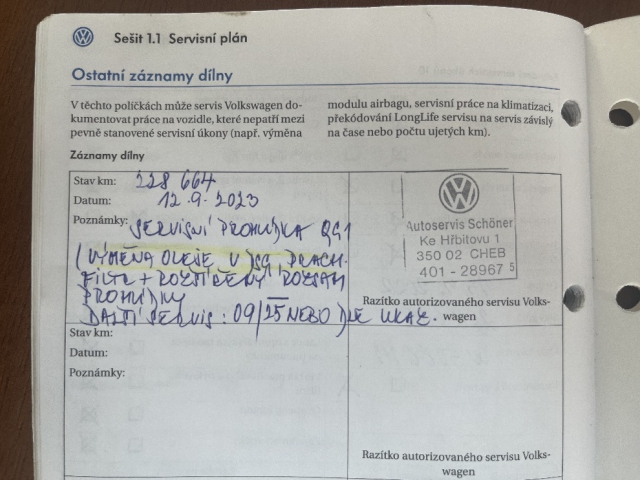 Sešit 1.1 Servisní plán
Ostatní záznamy dílny
V těchto políčkách může servis Volkswagen do-
kumentovat práce na vozidle, které nepatří mezi
pevně stanovené servisní úkony (např. výměna
modulu airbagu, servisní práce na klimatizaci,
překódování LongLife servisu na servis závislý
na čase nebo počtu ujetých km).
Záznamy dílny
Stav km: 228 664
Datum: 12.9.2023
Poznámky: SERVISNÍ PROHLÍDKA QG1
(VÝMĚNA OLEJE V DSG, PRACH.
FILTR + ROZŠÍŘENÝ ROZSAH
PROHLÍDKY
DALŠÍ SERVIS: 09/25 NEBO DLE UKAZ.
Autoservis Schöner
Ke Hřbitovu 1
350 02 CHEB
401 - 28967 5
Razítko autorizovaného servisu Volks-
wagen
Stav km:
Datum:
Poznámky:
Razítko autorizovaného servisu Volks-
wagen